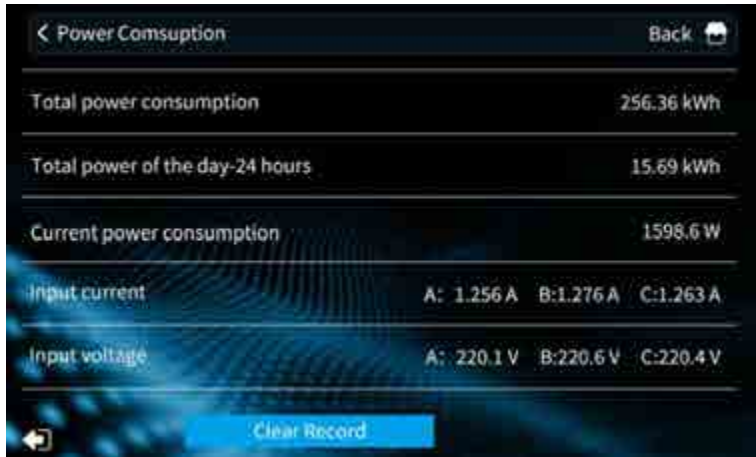 Power Comsuption Back
Total power consumption 256.36 kWh
Total power of the day-24 hours 15.69 kWh
Current power consumption 1598.6 W
Input current A: 1.256 A B:1.276 A C:1.263 A
Input voltage A: 220.1 V B:220.6 V C:220.4 V
Clear Record